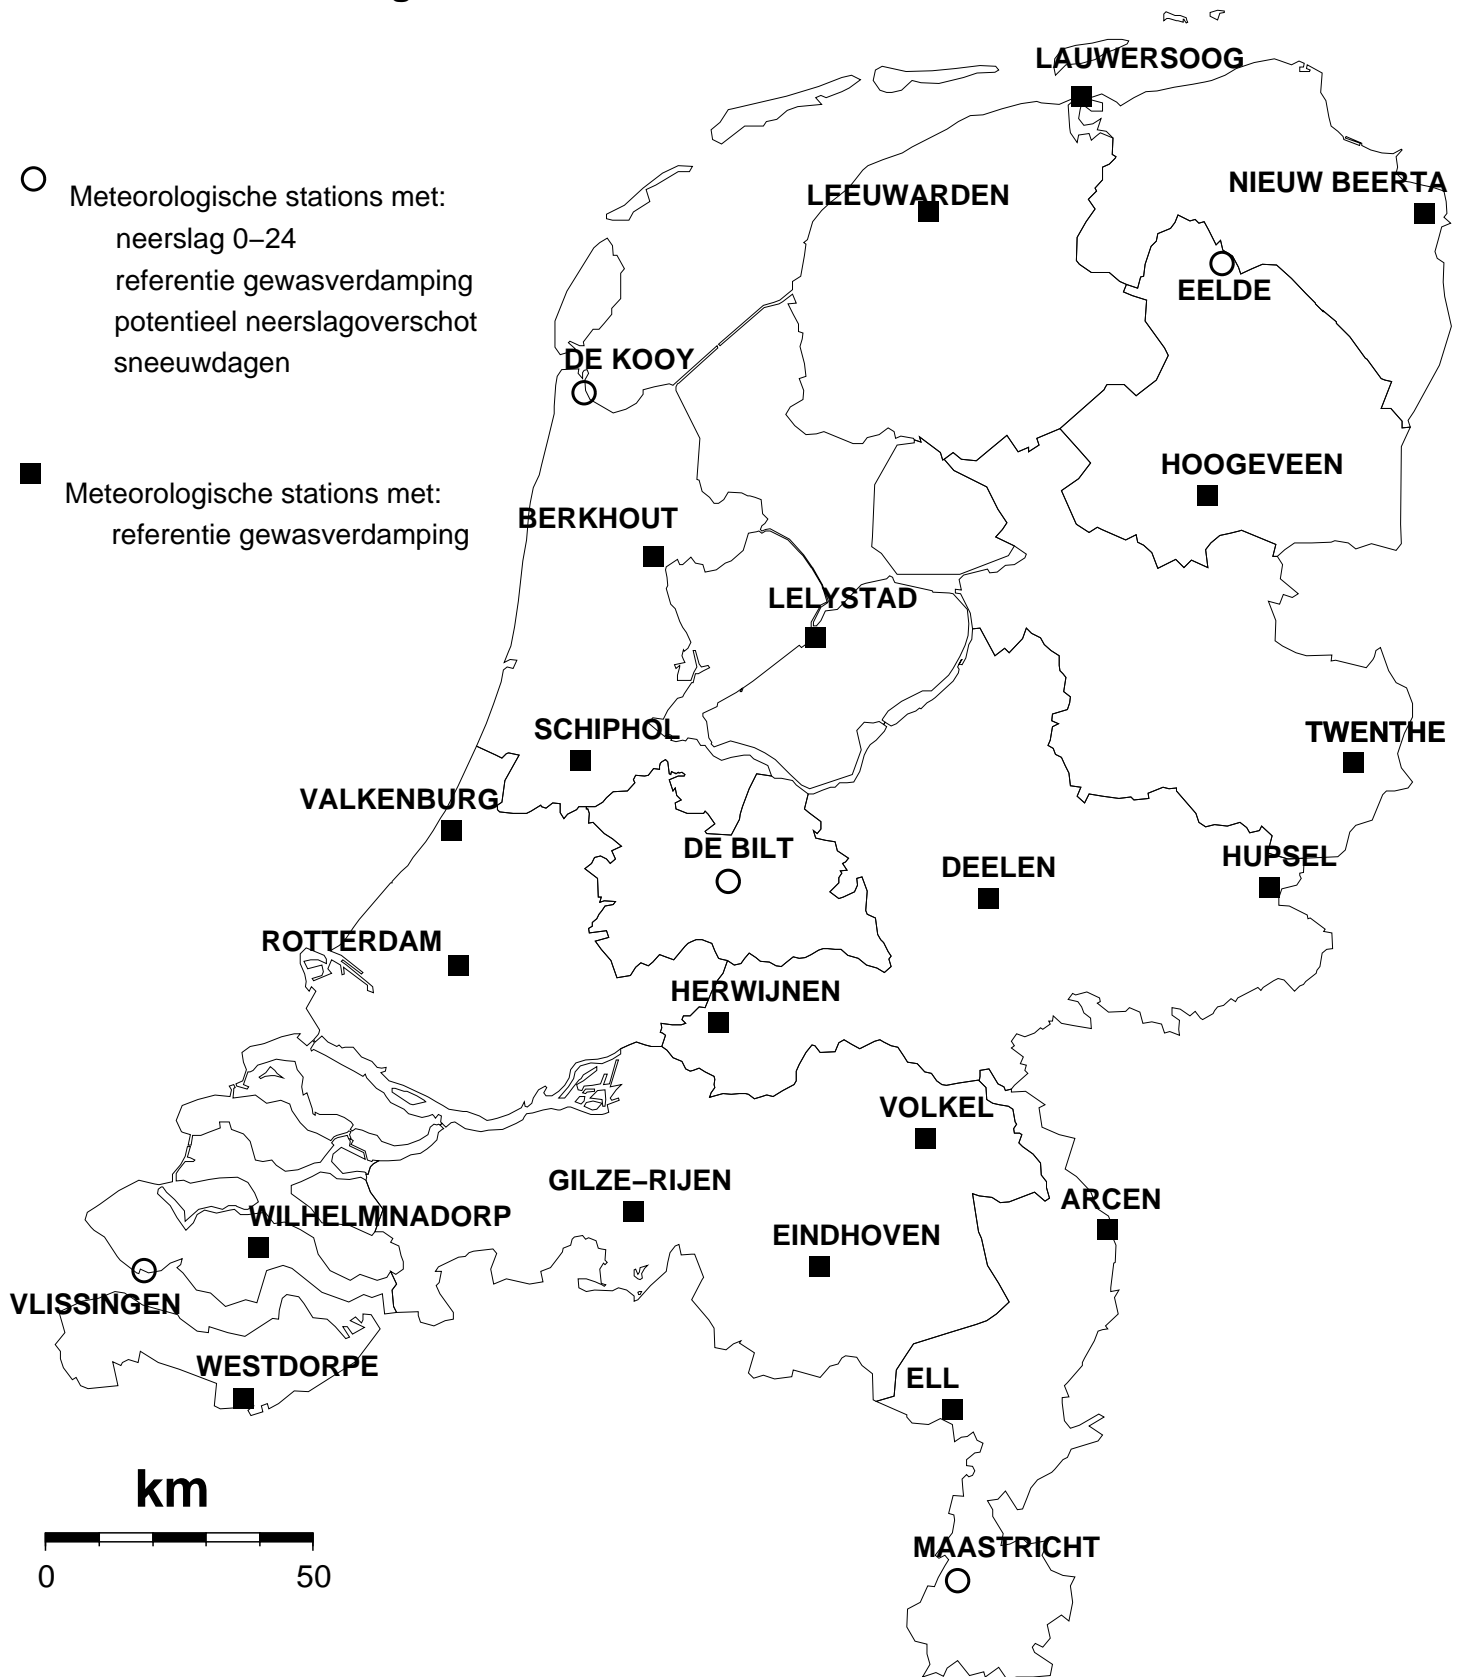 LAUWERSOOG
NIEUW BEERTA
LEEUWARDEN
Meteorologische stations met:
neerslag 0–24
referentie gewasverdamping
potentieel neerslagoverschot
sneeuwdagen
EELDE
DE KOOY
HOOGEVEEN
Meteorologische stations met:
referentie gewasverdamping
BERKHOUT
LELYSTAD
SCHIPHOL
TWENTHE
VALKENBURG
DE BILT
DEELEN
HUPSEL
ROTTERDAM
HERWIJNEN
VOLKEL
GILZE–RIJEN
ARCEN
WILHELMINADORP
EINDHOVEN
VLISSINGEN
WESTDORPE
ELL
km
0 50
MAASTRICHT